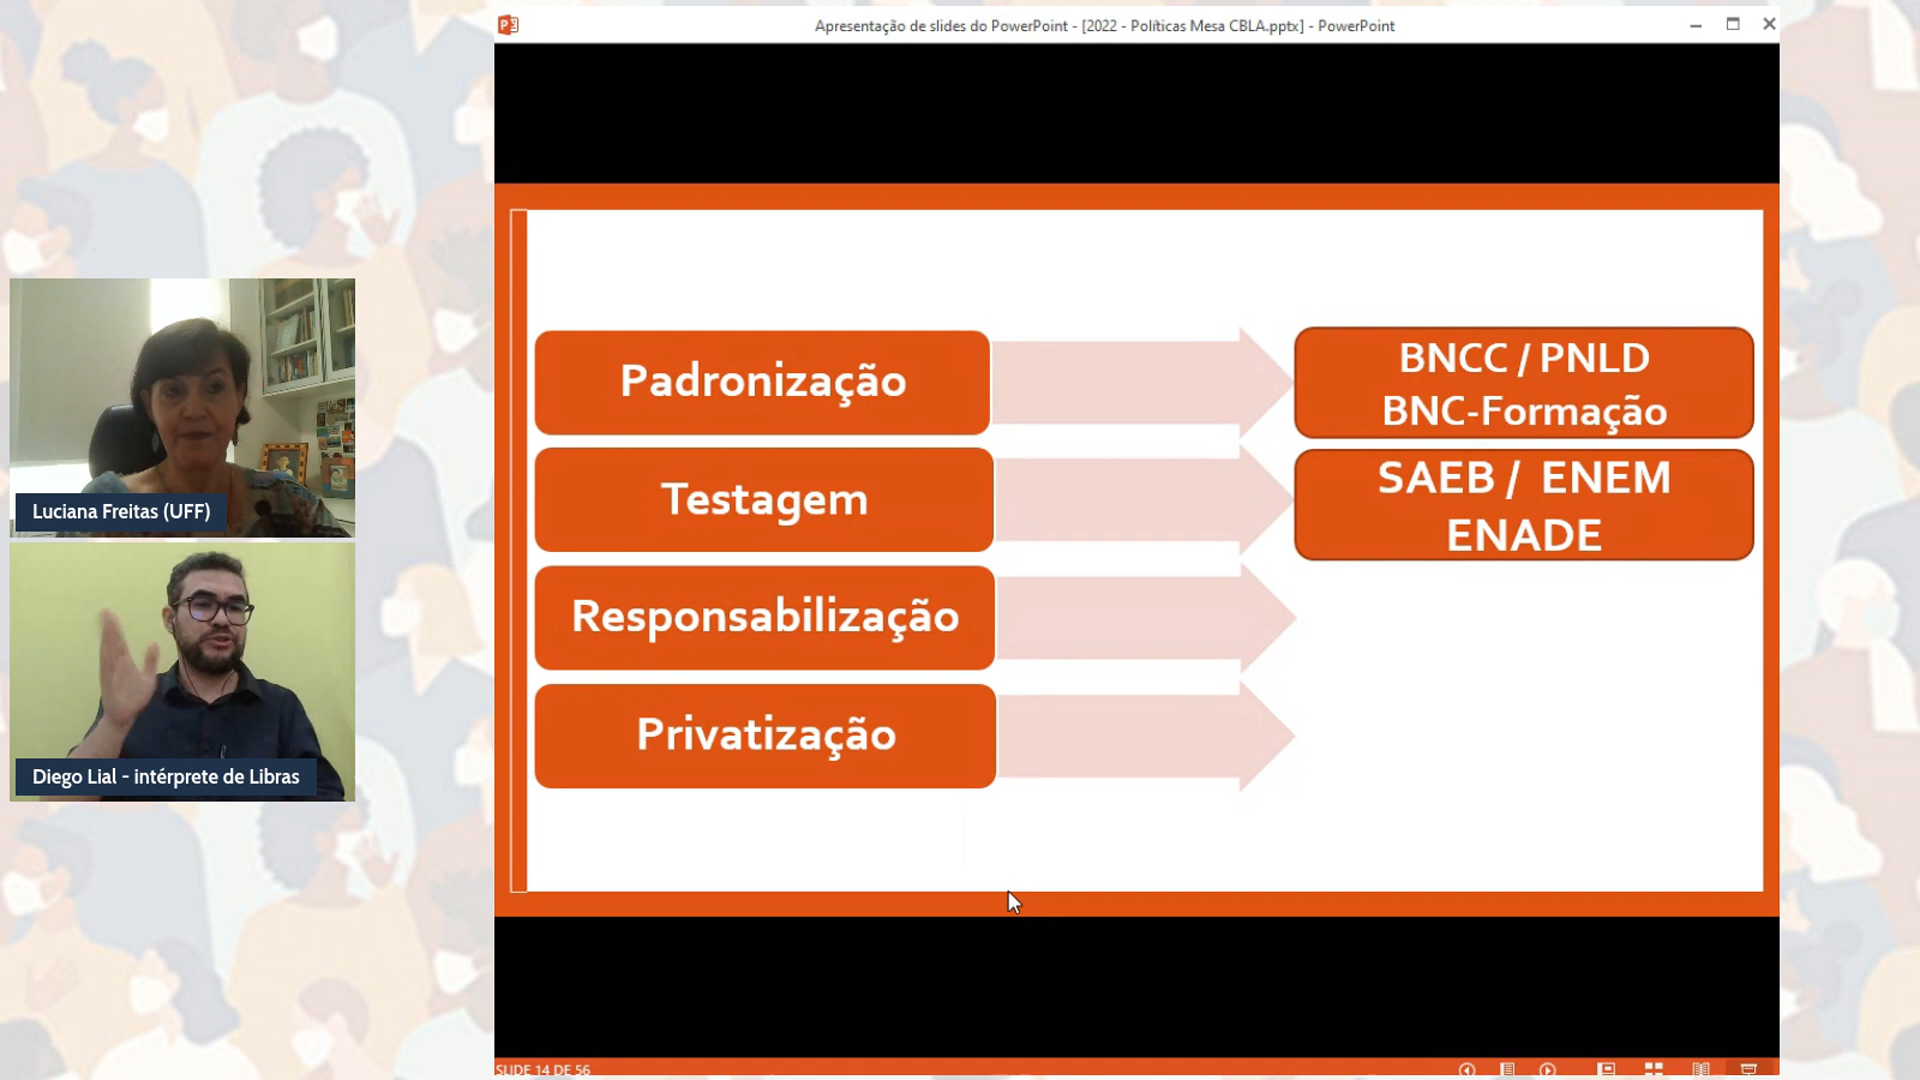 Apresentação de slides do PowerPoint - [2022 - Políticas Mesa CBLA.pptx] - PowerPoint
Padronização
BNCC / PNLD
BNC-Formação
Testagem
SAEB / ENEM
ENADE
Responsabilização
Privatização
Luciana Freitas (UFF)
Diego Lial - intérprete de Libras
SLIDE 14 DE 56